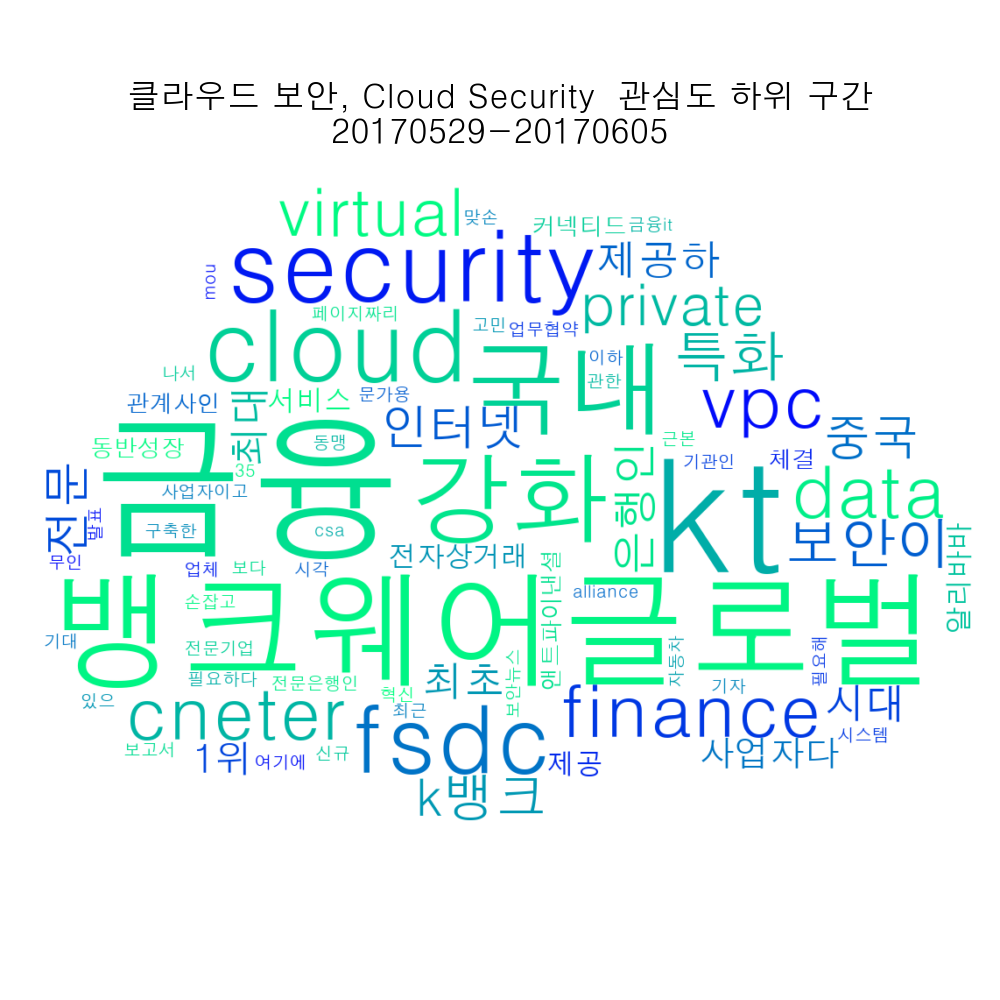 클라우드 보안, Cloud Security 관심도 하위 구간
20170529-20170605
virtual
맞손
커넥티드
금융it
security
제공하
mou
private
페이지짜리
cloud
고민
업무협약
국내
특화
이하
나서
관한
관계사인
최대
서비스
문가용
인터넷
vpc
중국
동반성장
동맹
금융
강화
근본
기관인
체결
35
은행인
kt
data
전문
발표
사업자이고
구축한
csa
보안이
전자상거래
알리바바
무인
업체
보다
시각
앤트파이낸셜
alliance
뱅크웨어글로벌
손잡고
기대
전문기업
필요하다
전문은행인
최초
보안뉴스
자동차
기자
필요해
있으
혁신
최근
cneter
fsdc
finance
시대
시스템
보고서
1위
여기에
신규
제공
사업자다
k뱅크